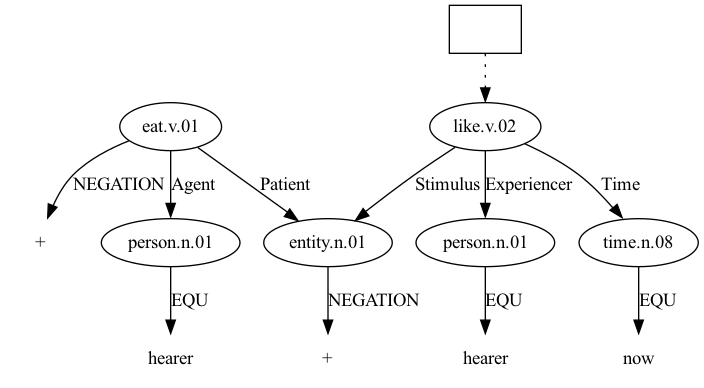 eat.v.01 like.v.02
NEGATION Agent Patient Stimulus Experiencer Time
+ person.n.01 entity.n.01 person.n.01 time.n.08
EQU NEGATION EQU EQU
hearer + hearer now